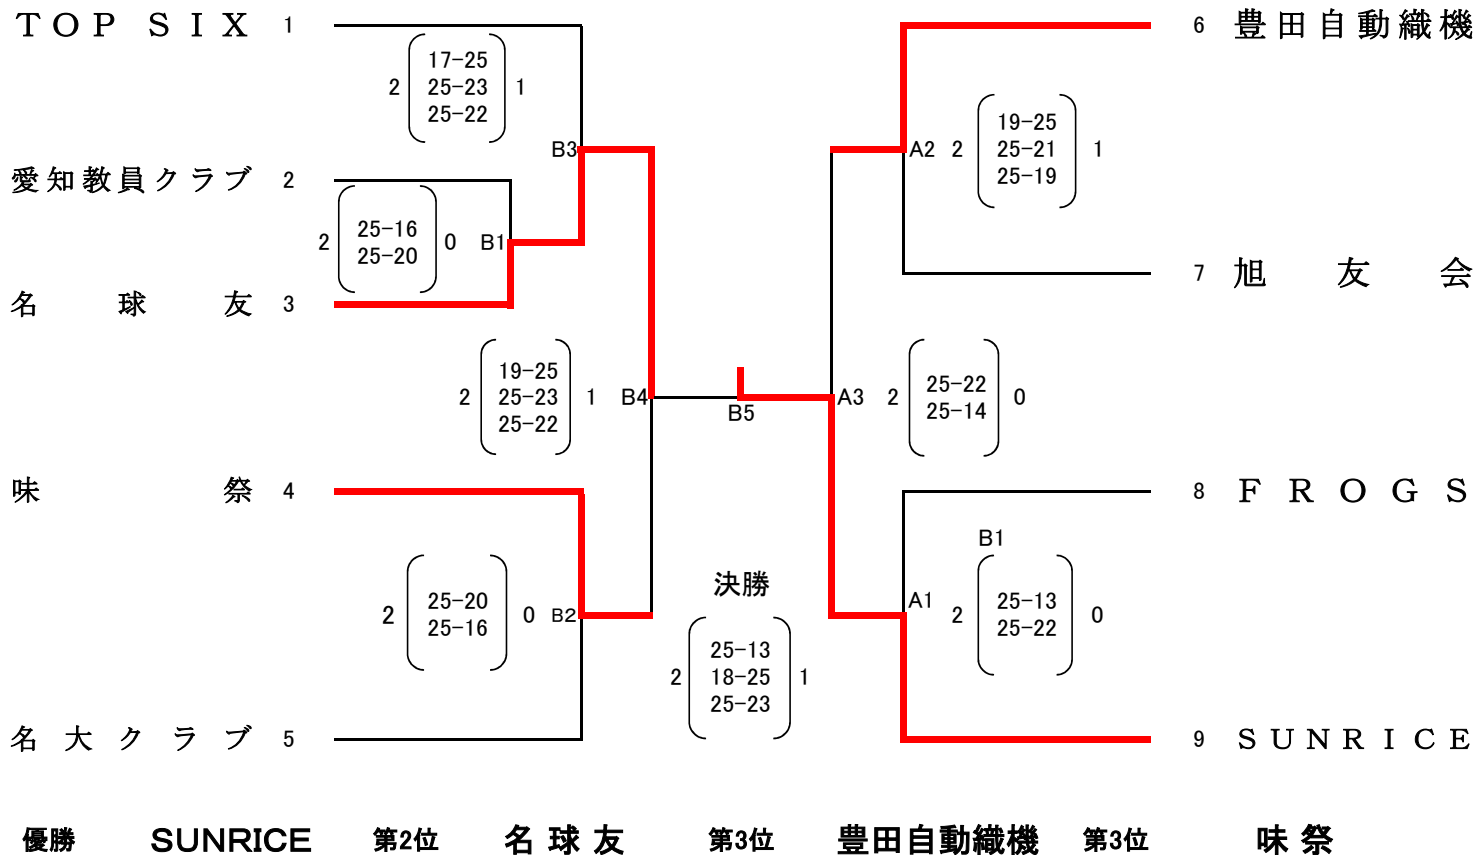 TOP SIX 1
17-25
2 25-23 1
25-22
B3
愛知教員クラブ 2
25-16
2 25-20 0
B1
名球友 3
19-25
2 25-23 1
25-22
B4
味祭 4
25-20
2 25-16 0
B2
名大クラブ 5
B5
決勝
25-13
2 18-25 1
25-23
6 豊田自動織機
A2
19-25
2 25-21 1
25-19
7 旭友会
A3
25-22
2 25-14 0
8 FROGS
B1
A1
25-13
2 25-22 0
9 SUNRICE
優勝 SUNRICE 第2位 名球友 第3位 豊田自動織機 第3位 味祭